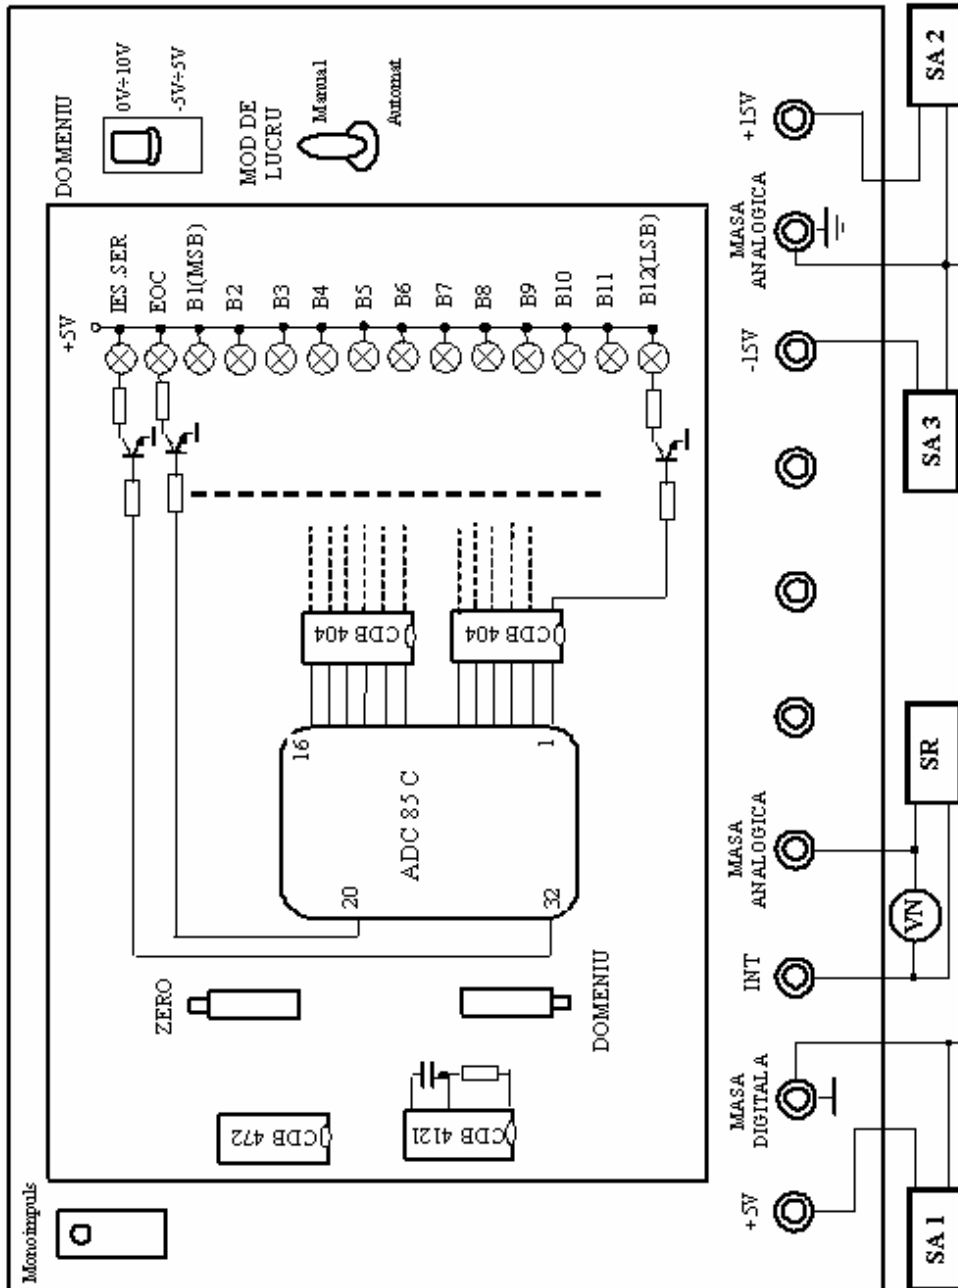 Monoimpuls
DOMENIU
0V÷10V
-5V÷5V
MOD DE
LUCRU
Manual
Automat
+5V
IES.SER
EOC
B1(MSB)
B2
B3
B4
B5
B6
B7
B8
B9
B10
B11
B12(LSB)
CDB 404
CDB 404
16
1
ADC 85 C
20
32
ZERO
DOMENIU
CDB 472
CDB 4121
+5V
MASA
DIGITALA
INT
MASA
ANALOGICA
-15V
MASA
ANALOGICA
+15V
VN
SA 1
SR
SA 3
SA 2